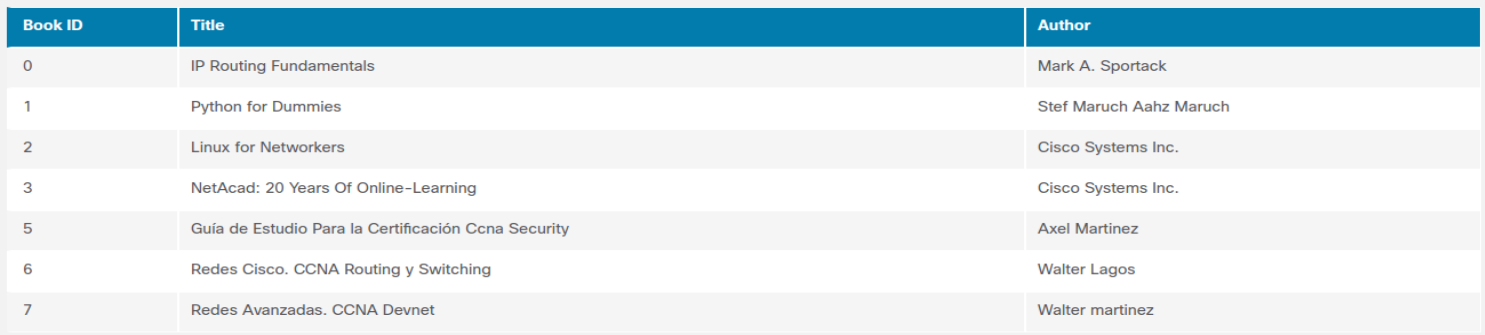 Book ID Title Author
0 IP Routing Fundamentals Mark A. Sportack
1 Python for Dummies Stef Maruch Aahz Maruch
2 Linux for Networkers Cisco Systems Inc.
3 NetAcad: 20 Years Of Online-Learning Cisco Systems Inc.
5 Guía de Estudio Para la Certificación Ccna Security Axel Martinez
6 Redes Cisco. CCNA Routing y Switching Walter Lagos
7 Redes Avanzadas. CCNA Devnet Walter martinez